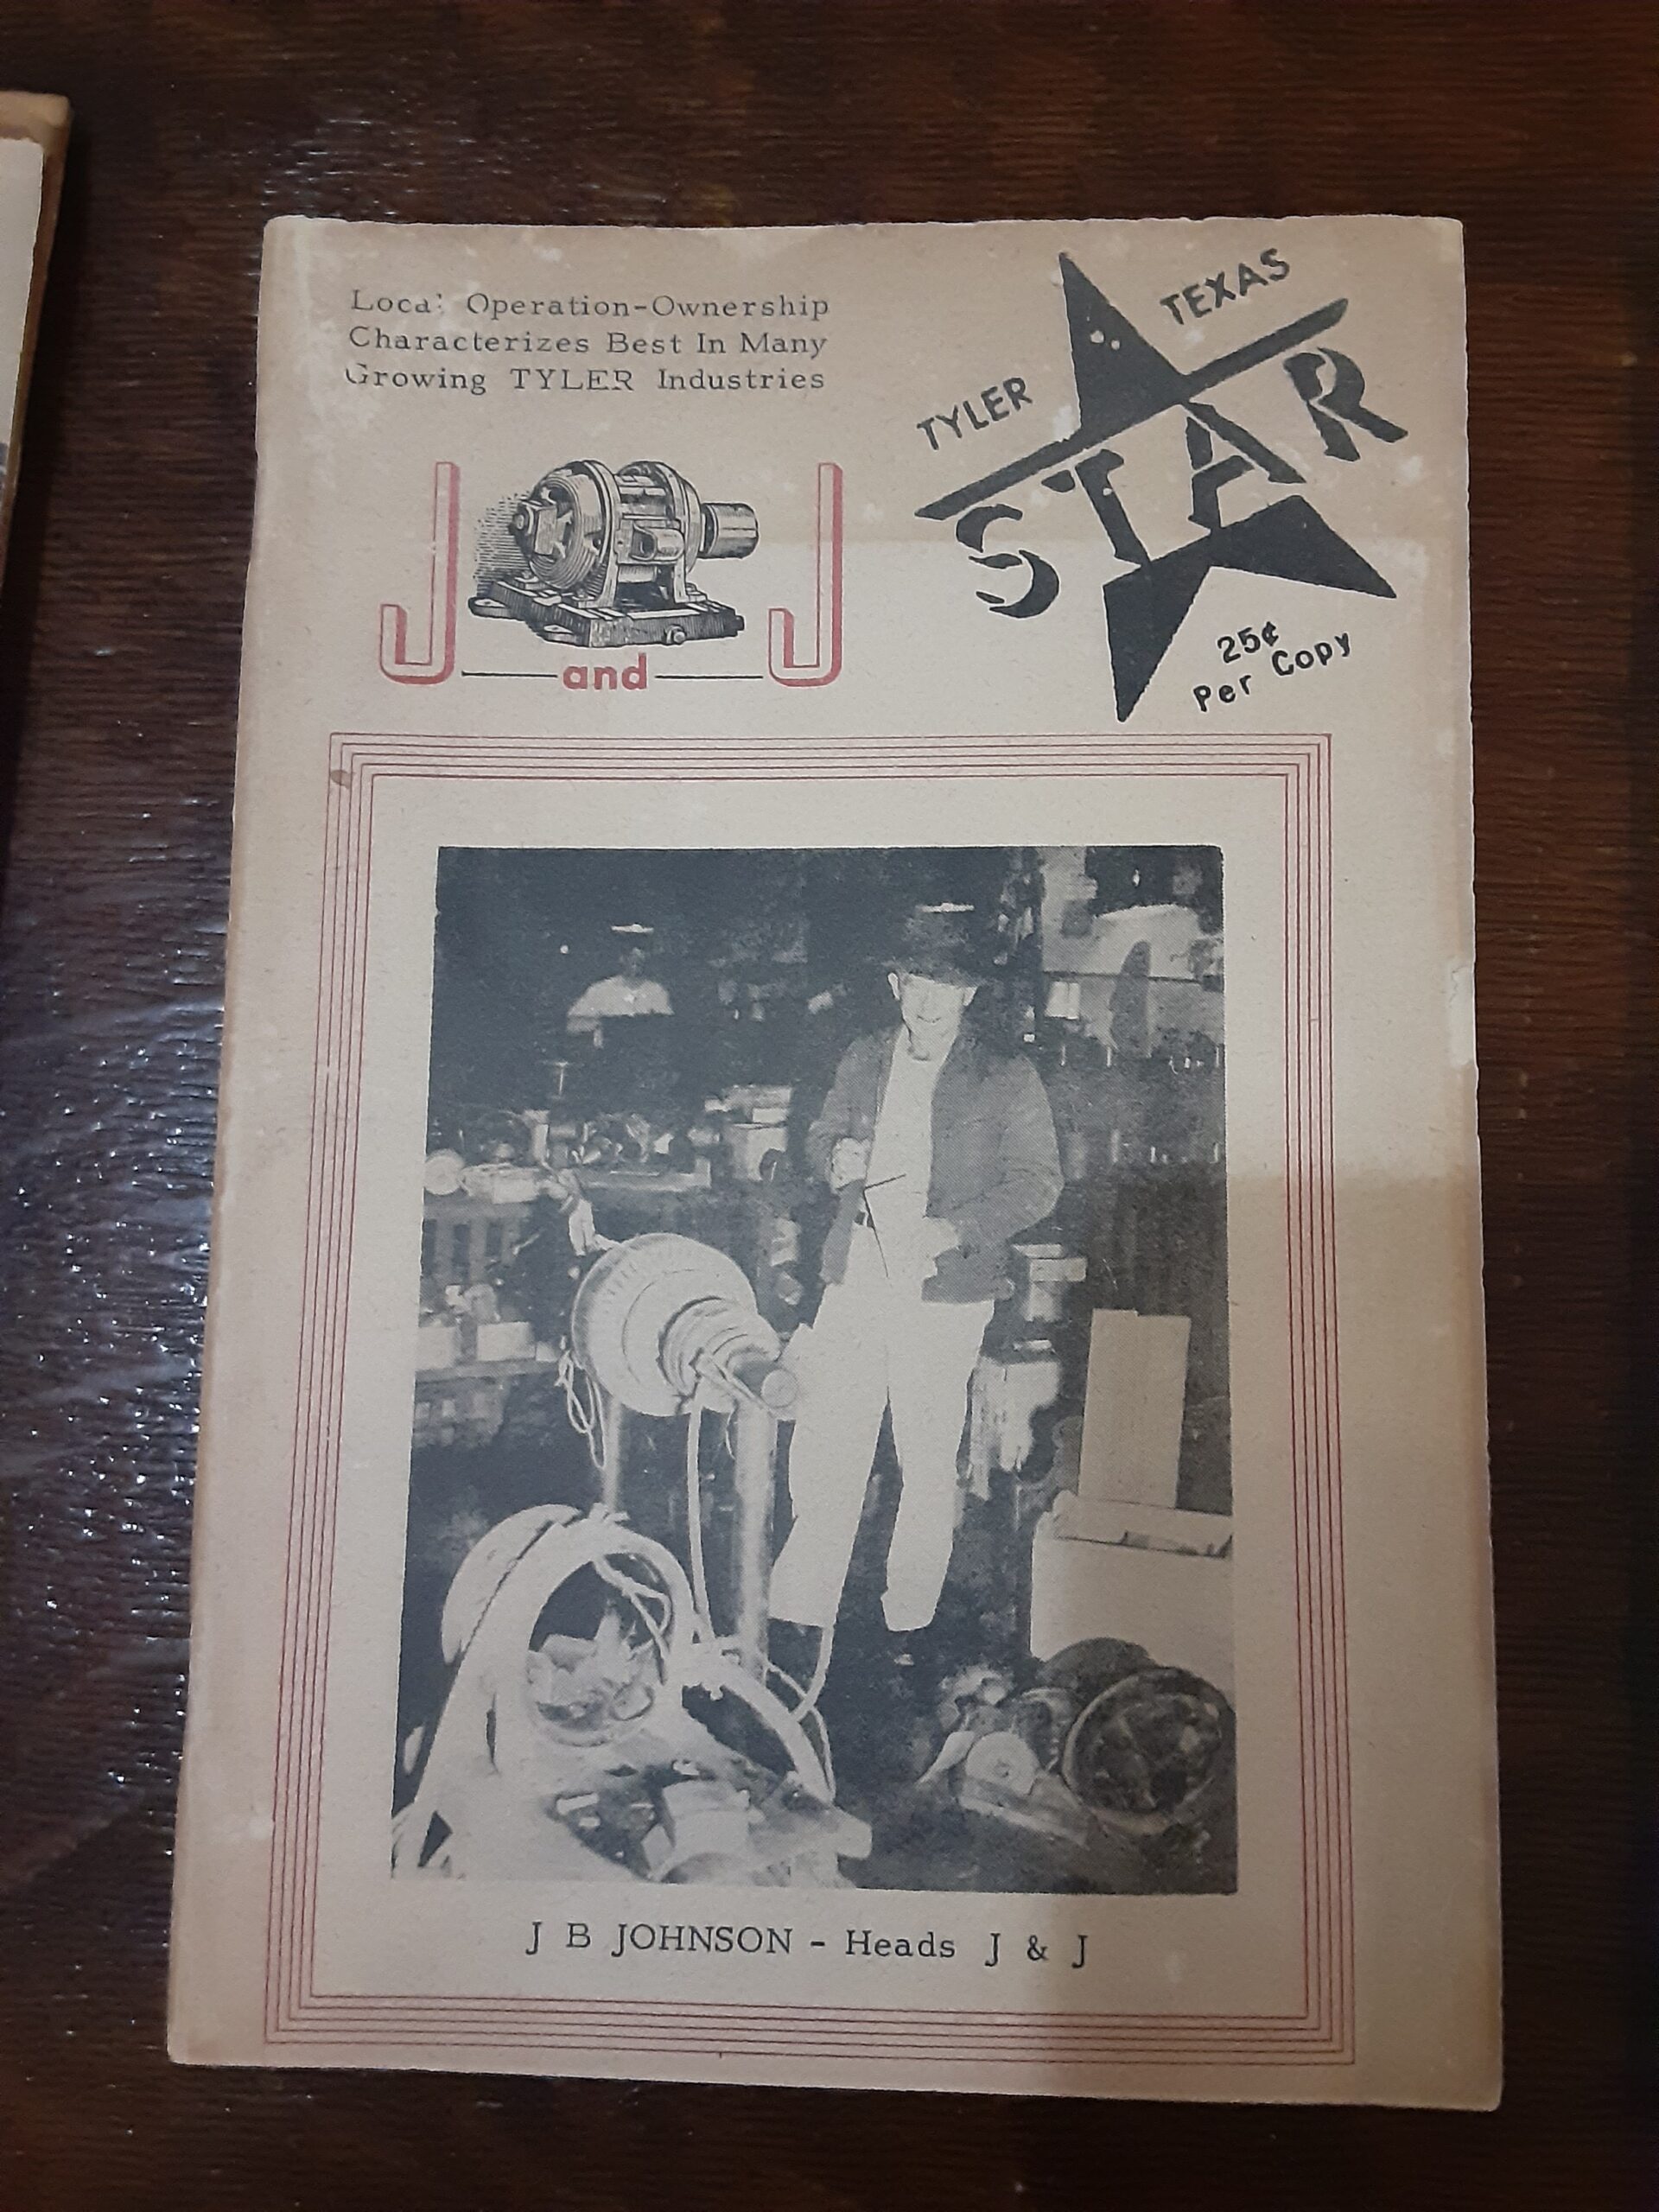 Local Operation-Ownership
Characterizes Best In Many
Growing TYLER Industries
TYLER TEXAS
STAR
25¢
Per Copy
J and J
J B JOHNSON - Heads J & J